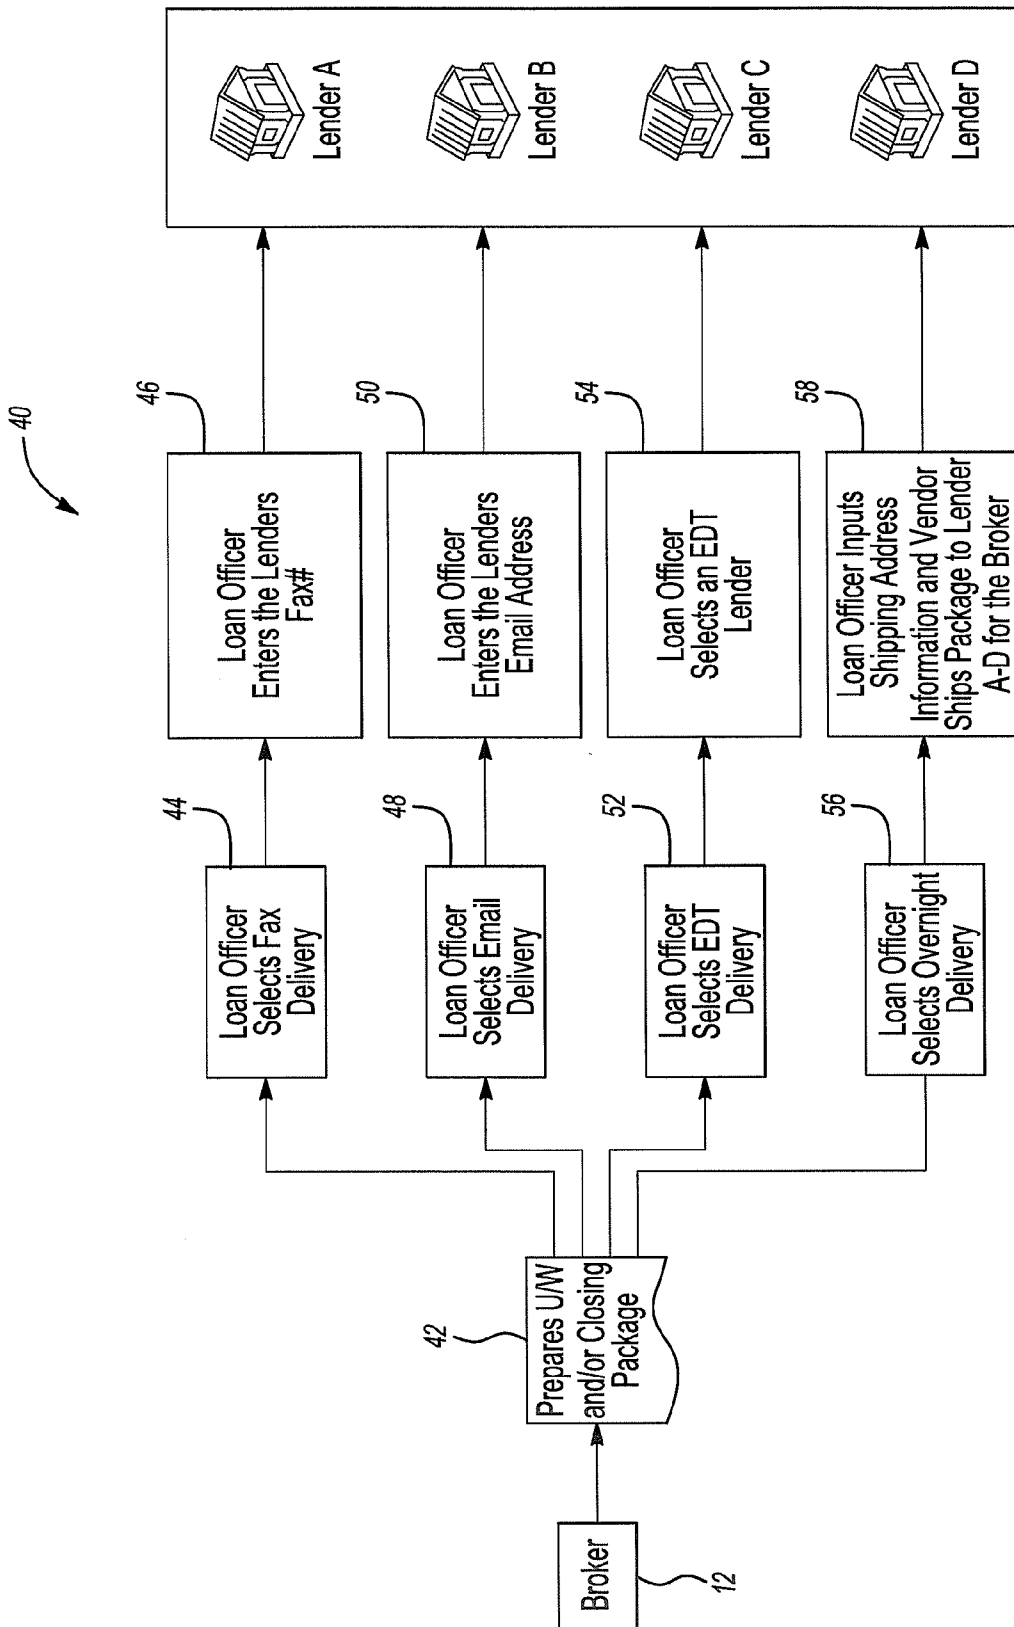 40
Broker
12
Prepares U/W
and/or Closing
Package
42
Loan Officer
Selects Fax
Delivery
44
Loan Officer
Enters the Lenders
Fax#
46
Lender A
Loan Officer
Selects Email
Delivery
48
Loan Officer
Enters the Lenders
Email Address
50
Lender B
Loan Officer
Selects EDT
Delivery
52
Loan Officer
Selects an EDT
Lender
54
Lender C
Loan Officer
Selects Overnight
Delivery
56
Loan Officer Inputs
Shipping Address
Information and Vendor
Ships Package to Lender
A-D for the Broker
58
Lender D